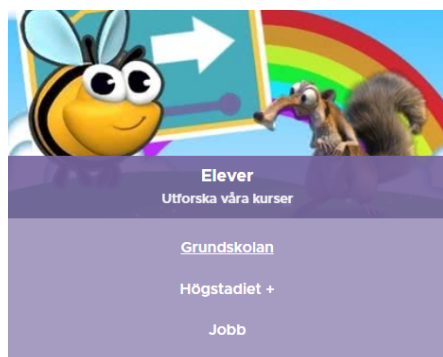 Elever
Utforska våra kurser
Grundskolan
Högstadiet +
Jobb